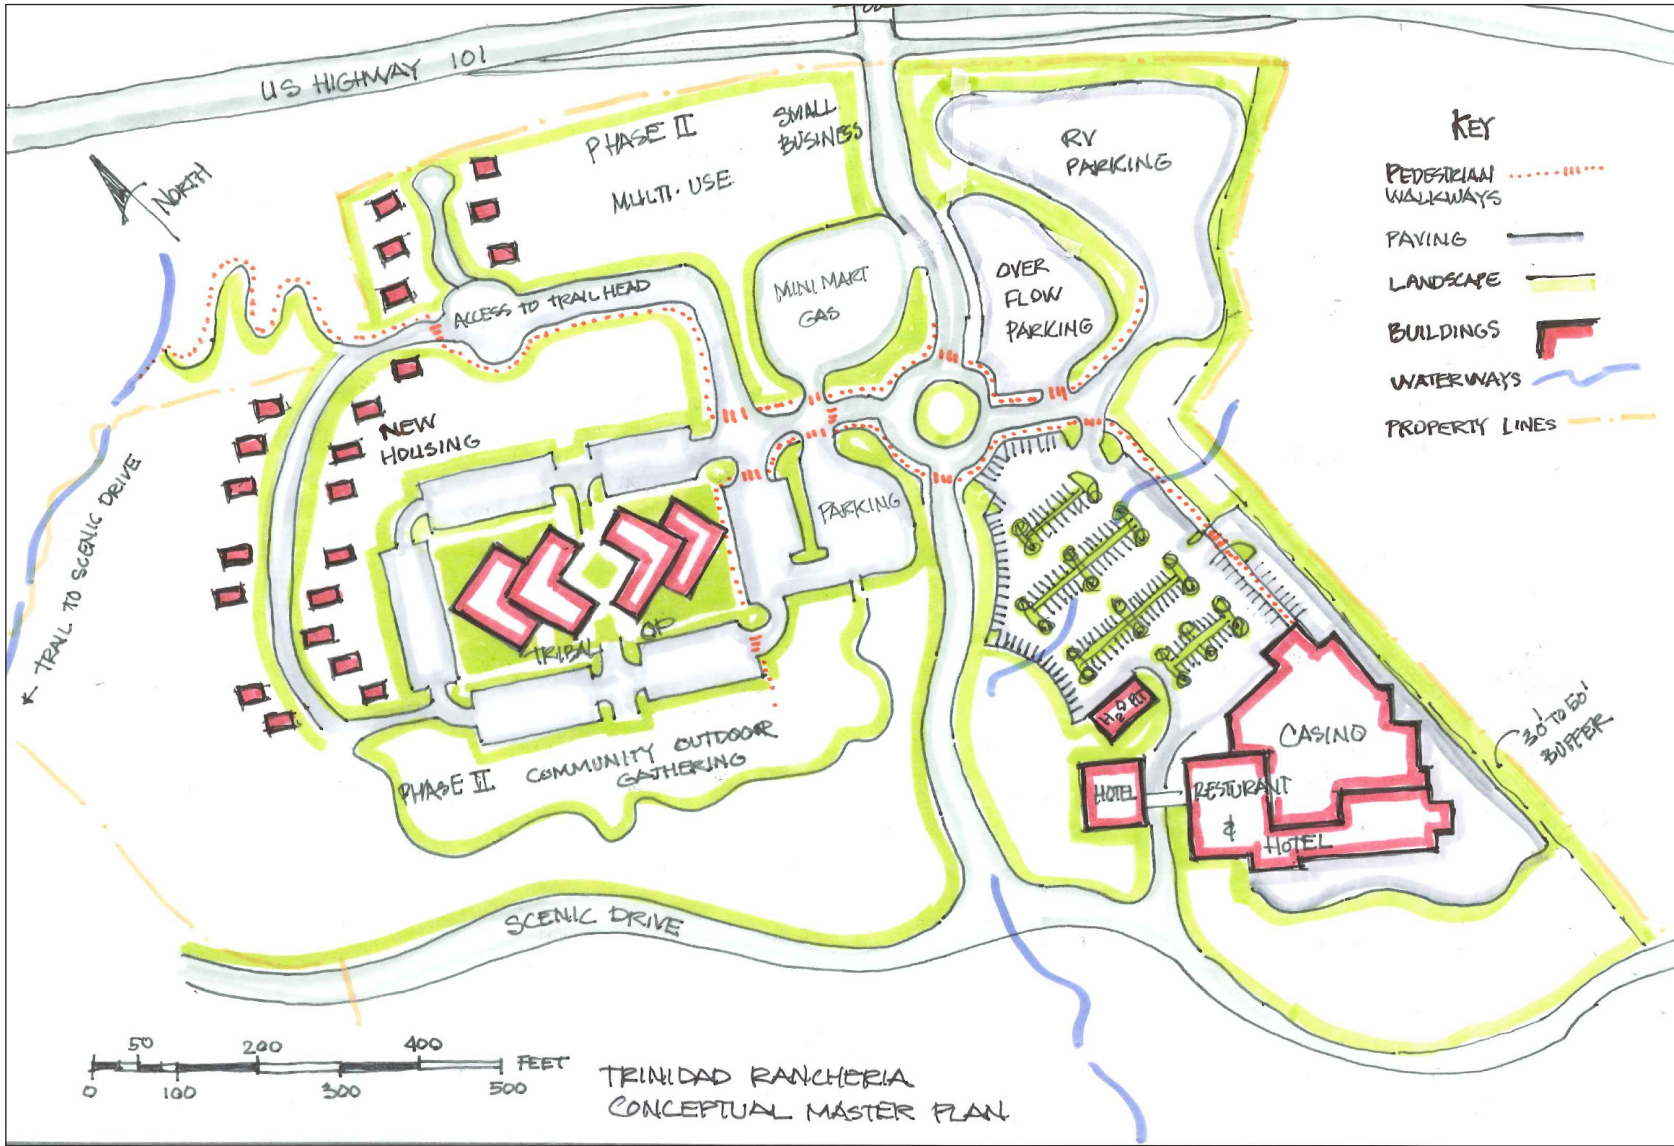 US HIGHWAY 101
NORTH
PHASE II
SMALL
BUSINESS
MULTI-USE
RV
PARKING
KEY
PEDESTRIAN
WALKWAYS
PAVING
LANDSCAPE
BUILDINGS
WATERWAYS
PROPERTY LINES
ACCESS TO TRAILHEAD
MINI MART
GAS
OVER
FLOW
PARKING
NEW
HOUSING
PARKING
TRAIL TO SCENIC DRIVE
TRIBAL OP
PHASE II
COMMUNITY OUTDOOR
GATHERING
CASINO
HOTEL
RESTURANT
&
HOTEL
30' TO 50'
BUFFER
SCENIC DRIVE
50 200 400
FEET
0 100 300 500
TRINIDAD RANCHERIA
CONCEPTUAL MASTER PLAN